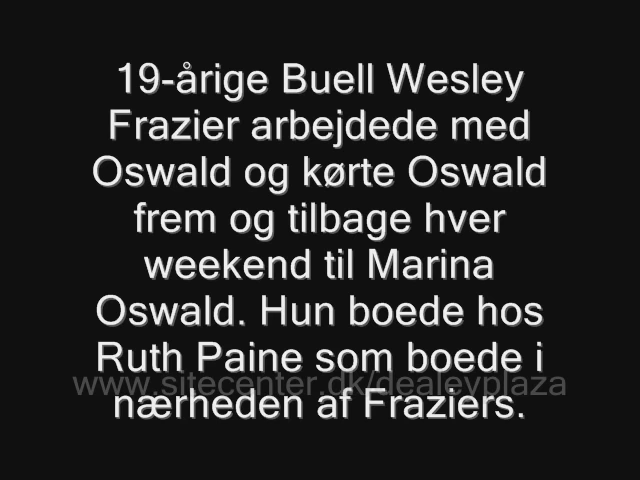 19-årige Buell Wesley
Frazier arbejdede med
Oswald og kørte Oswald
frem og tilbage hver
weekend til Marina
Oswald. Hun boede hos
Ruth Paine som boede i
www.sitecenter.dk/dealeyplaza
nærheden af Fraziers.